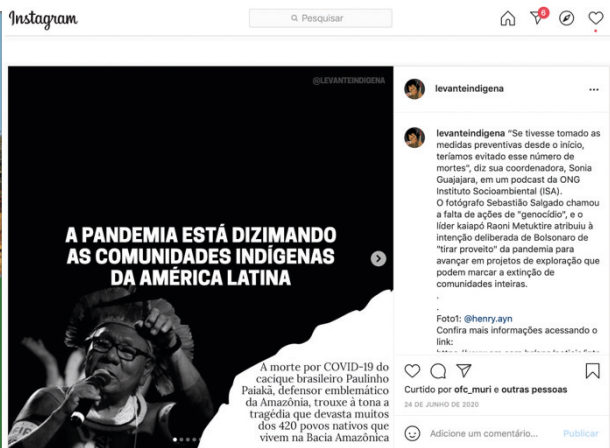 Instagram
Pesquisar
6
@LEVANTEINDIGENA
A PANDEMIA ESTÁ DIZIMANDO
AS COMUNIDADES INDÍGENAS
DA AMÉRICA LATINA
A morte por COVID-19 do
cacique brasileiro Paulinho
Paiakã, defensor emblemático
da Amazônia, trouxe à tona a
tragédia que devasta muitos
dos 420 povos nativos que
vivem na Bacia Amazônica
levanteindigena
levanteindigena "Se tivesse tomado as
medidas preventivas desde o início,
teríamos evitado esse número de
mortes", diz sua coordenadora, Sonia
Guajajara, em um podcast da ONG
Instituto Socioambiental (ISA).
O fotógrafo Sebastião Salgado chamou
a falta de ações de "genocídio", e o
líder kaiapó Raoni Metuktire atribuiu à
intenção deliberada de Bolsonaro de
"tirar proveito" da pandemia para
avançar em projetos de exploração que
podem marcar a extinção de
comunidades inteiras.
.
.
Foto1: @henry.ayn
Confira mais informações acessando o
link:
Curtido por ofc_muri e outras pessoas
24 DE JUNHO DE 2020
Adicione um comentário...
Publicar